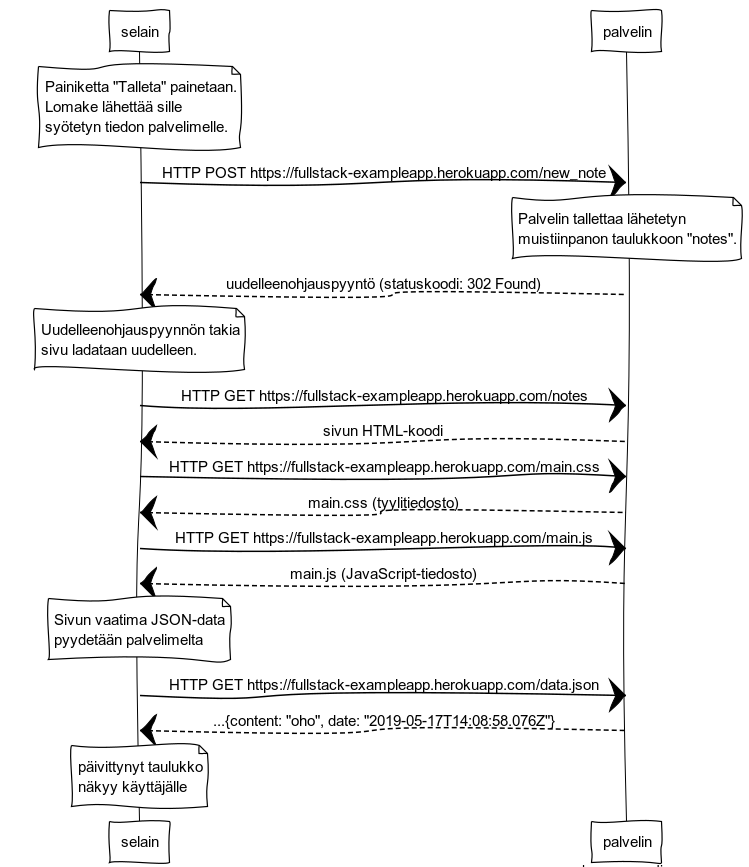 selain
palvelin
Painiketta "Talleta" painetaan.
Lomake lähettää sille
syötetyn tiedon palvelimelle.
HTTP POST https://fullstack-exampleapp.herokuapp.com/new_note
Palvelin tallettaa lähetetyn
muistiinpanon taulukkoon "notes".
uudelleenohjauspyyntö (statuskoodi: 302 Found)
Uudelleenohjauspyynnön takia
sivu ladataan uudelleen.
HTTP GET https://fullstack-exampleapp.herokuapp.com/notes
sivun HTML-koodi
HTTP GET https://fullstack-exampleapp.herokuapp.com/main.css
main.css (tyylitiedosto)
HTTP GET https://fullstack-exampleapp.herokuapp.com/main.js
main.js (JavaScript-tiedosto)
Sivun vaatima JSON-data
pyydetään palvelimelta
HTTP GET https://fullstack-exampleapp.herokuapp.com/data.json
...{content: "oho", date: "2019-05-17T14:08:58.076Z"}
päivittynyt taulukko
näkyy käyttäjälle
selain
palvelin